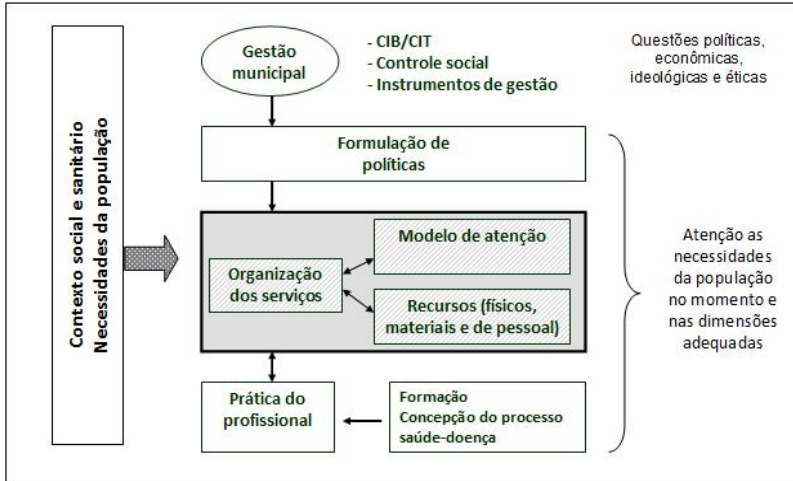 Contexto social e sanitário
Necessidades da população
Gestão
municipal
- CIB/CIT
- Controle social
- Instrumentos de gestão
Questões políticas,
econômicas,
ideológicas e éticas
Formulação de
políticas
Modelo de atenção
Organização
dos serviços
Recursos (físicos,
materiais e de pessoal)
Prática do
profissional
Formação
Concepção do processo
saúde-doença
Atenção as
necessidades
da população
no momento e
nas dimensões
adequadas